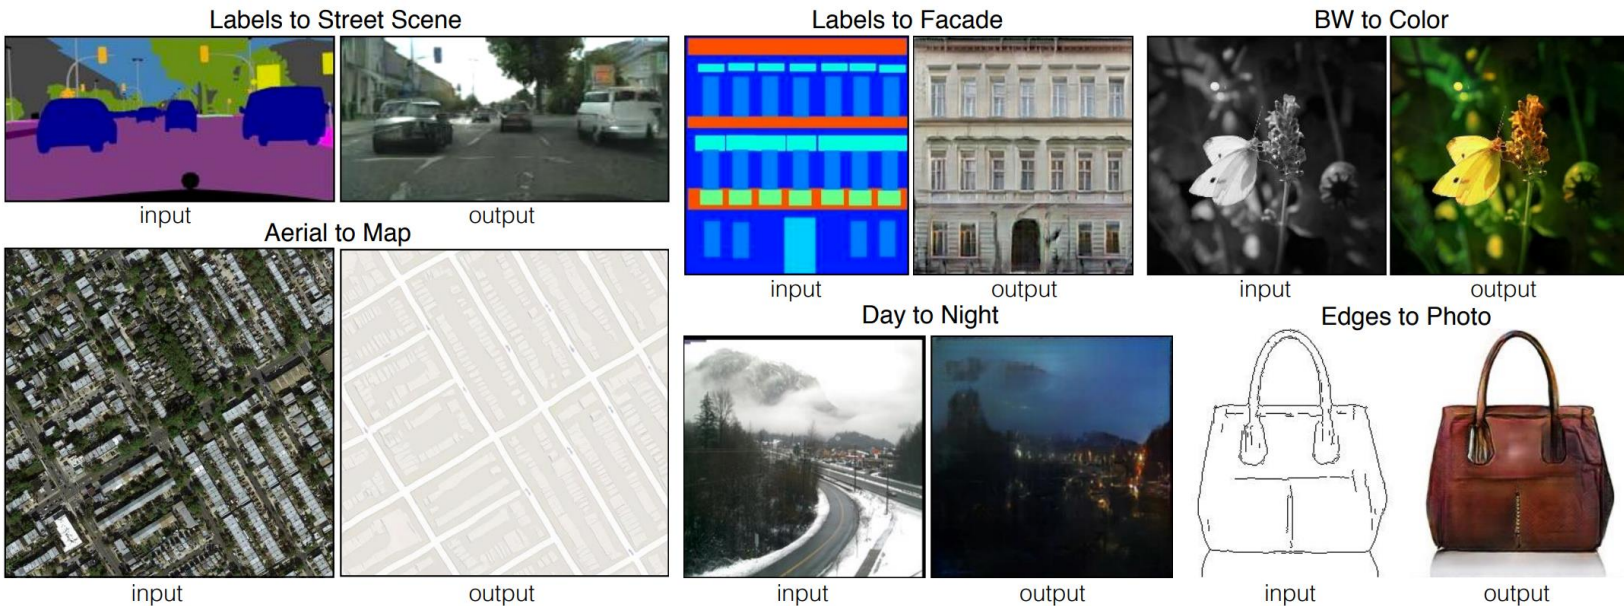 Labels to Street Scene
input
output
Aerial to Map
input
output
Labels to Facade
input
output
BW to Color
input
output
Day to Night
input
output
Edges to Photo
input
output